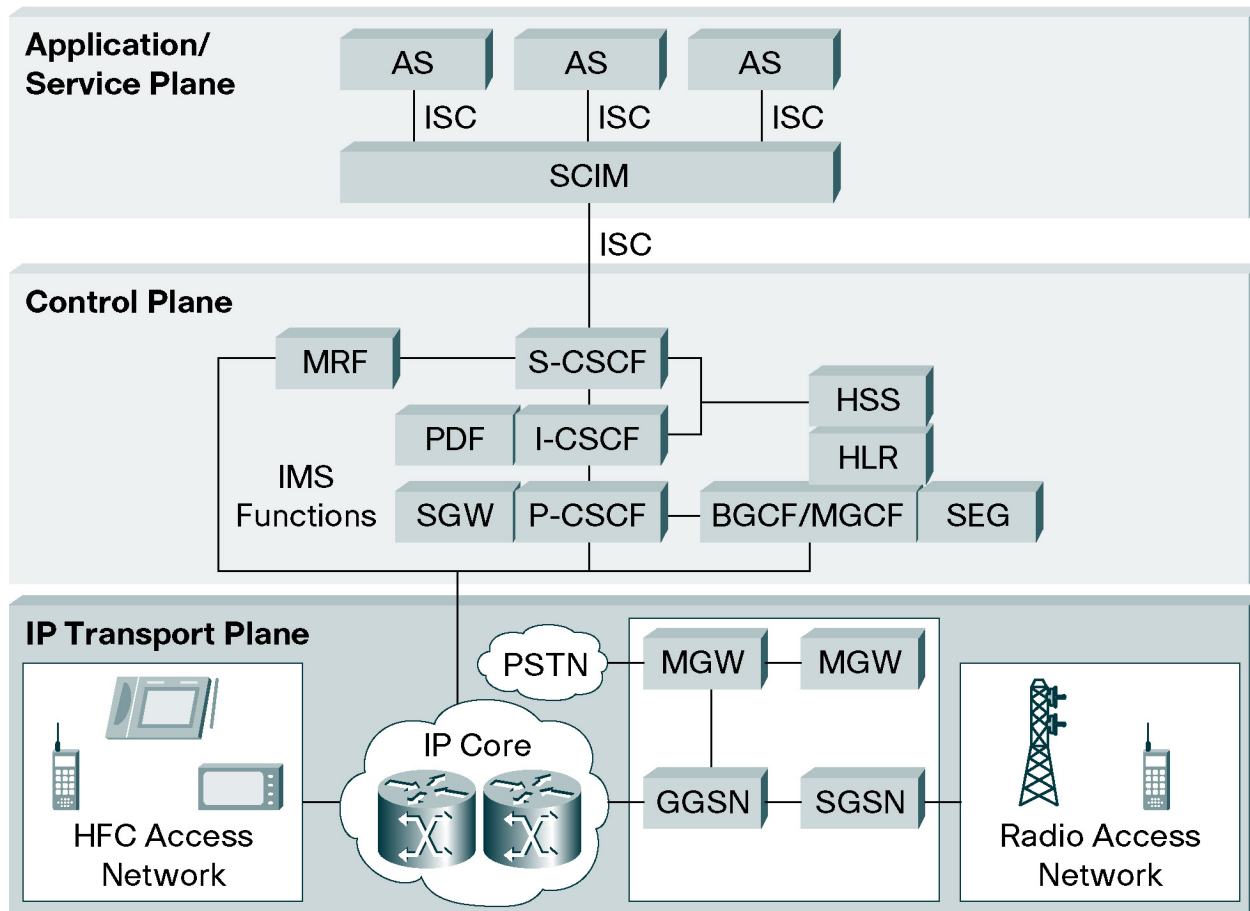 Application/
Service Plane
AS
AS
AS
ISC
ISC
ISC
SCIM
ISC
Control Plane
MRF
S-CSCF
HSS
PDF
I-CSCF
HLR
IMS
Functions
SGW
P-CSCF
BGCF/MGCF
SEG
IP Transport Plane
PSTN
MGW
MGW
IP Core
GGSN
SGSN
HFC Access
Network
Radio Access
Network